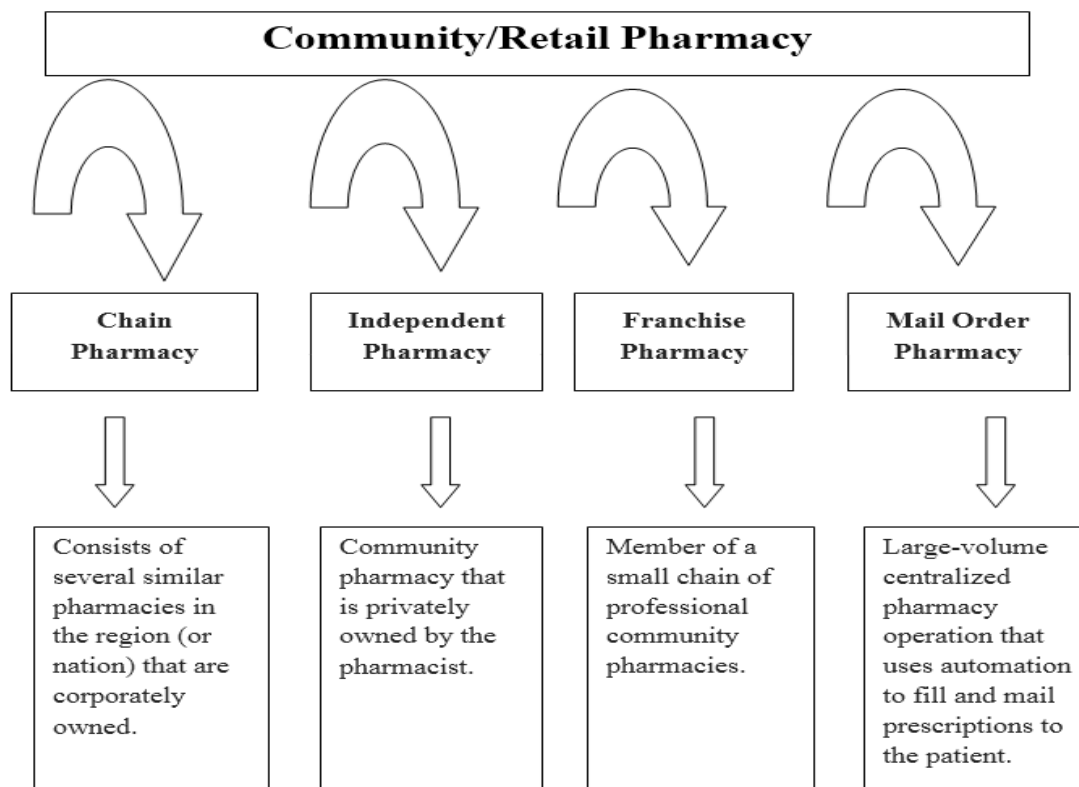 Community/Retail Pharmacy
Chain
Pharmacy
Independent
Pharmacy
Franchise
Pharmacy
Mail Order
Pharmacy
Consists of
several similar
pharmacies in
the region (or
nation) that are
corporately
owned.
Community
pharmacy that
is privately
owned by the
pharmacist.
Member of a
small chain of
professional
community
pharmacies.
Large-volume
centralized
pharmacy
operation that
uses automation
to fill and mail
prescriptions to
the patient.